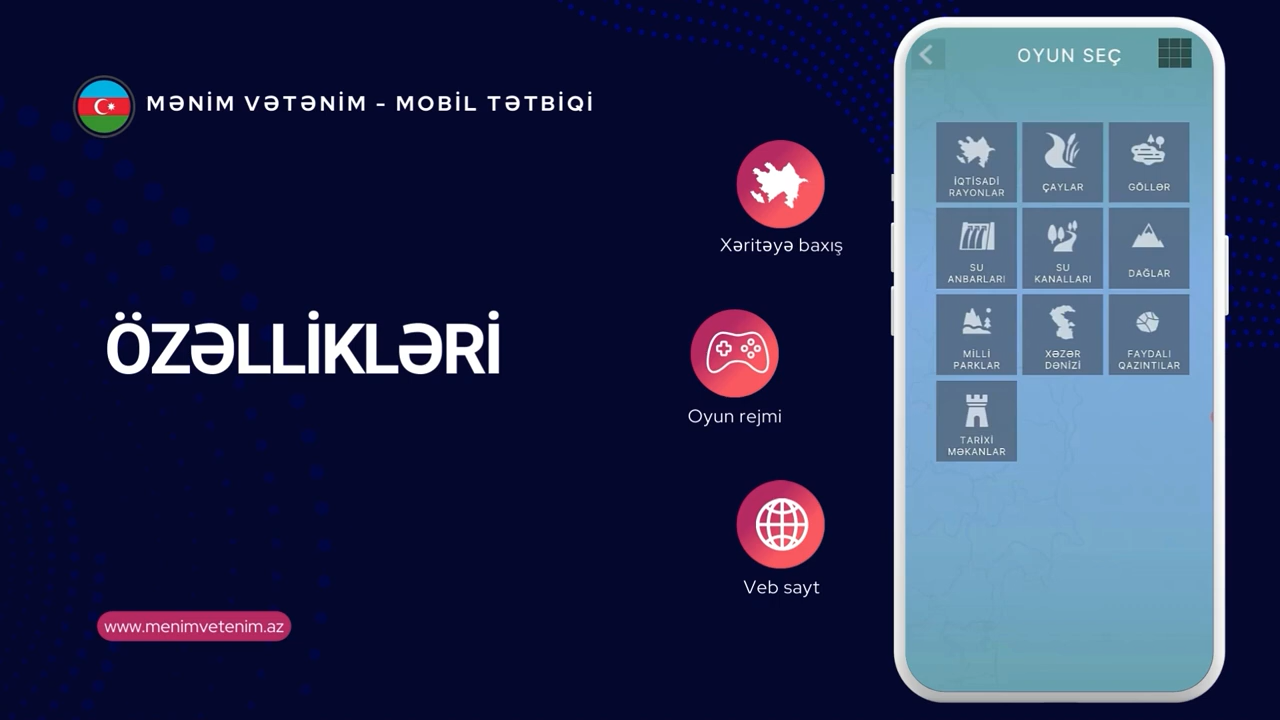 MƏNİM VƏTƏNİM - MOBİL TƏTBİQİ
ÖZƏLLİKLƏRİ
www.menimvetenim.az
Xəritəyə baxış
Oyun rejmi
Veb sayt
OYUN SEÇ
İQTİSADİ
RAYONLAR
ÇAYLAR
GÖLLƏR
SU
ANBARLARI
SU
KANALLARI
DAĞLAR
MİLLİ
PARKLAR
XƏZƏR
DƏNİZİ
FAYDALI
QAZINTILAR
TARİXİ
MƏKANLAR